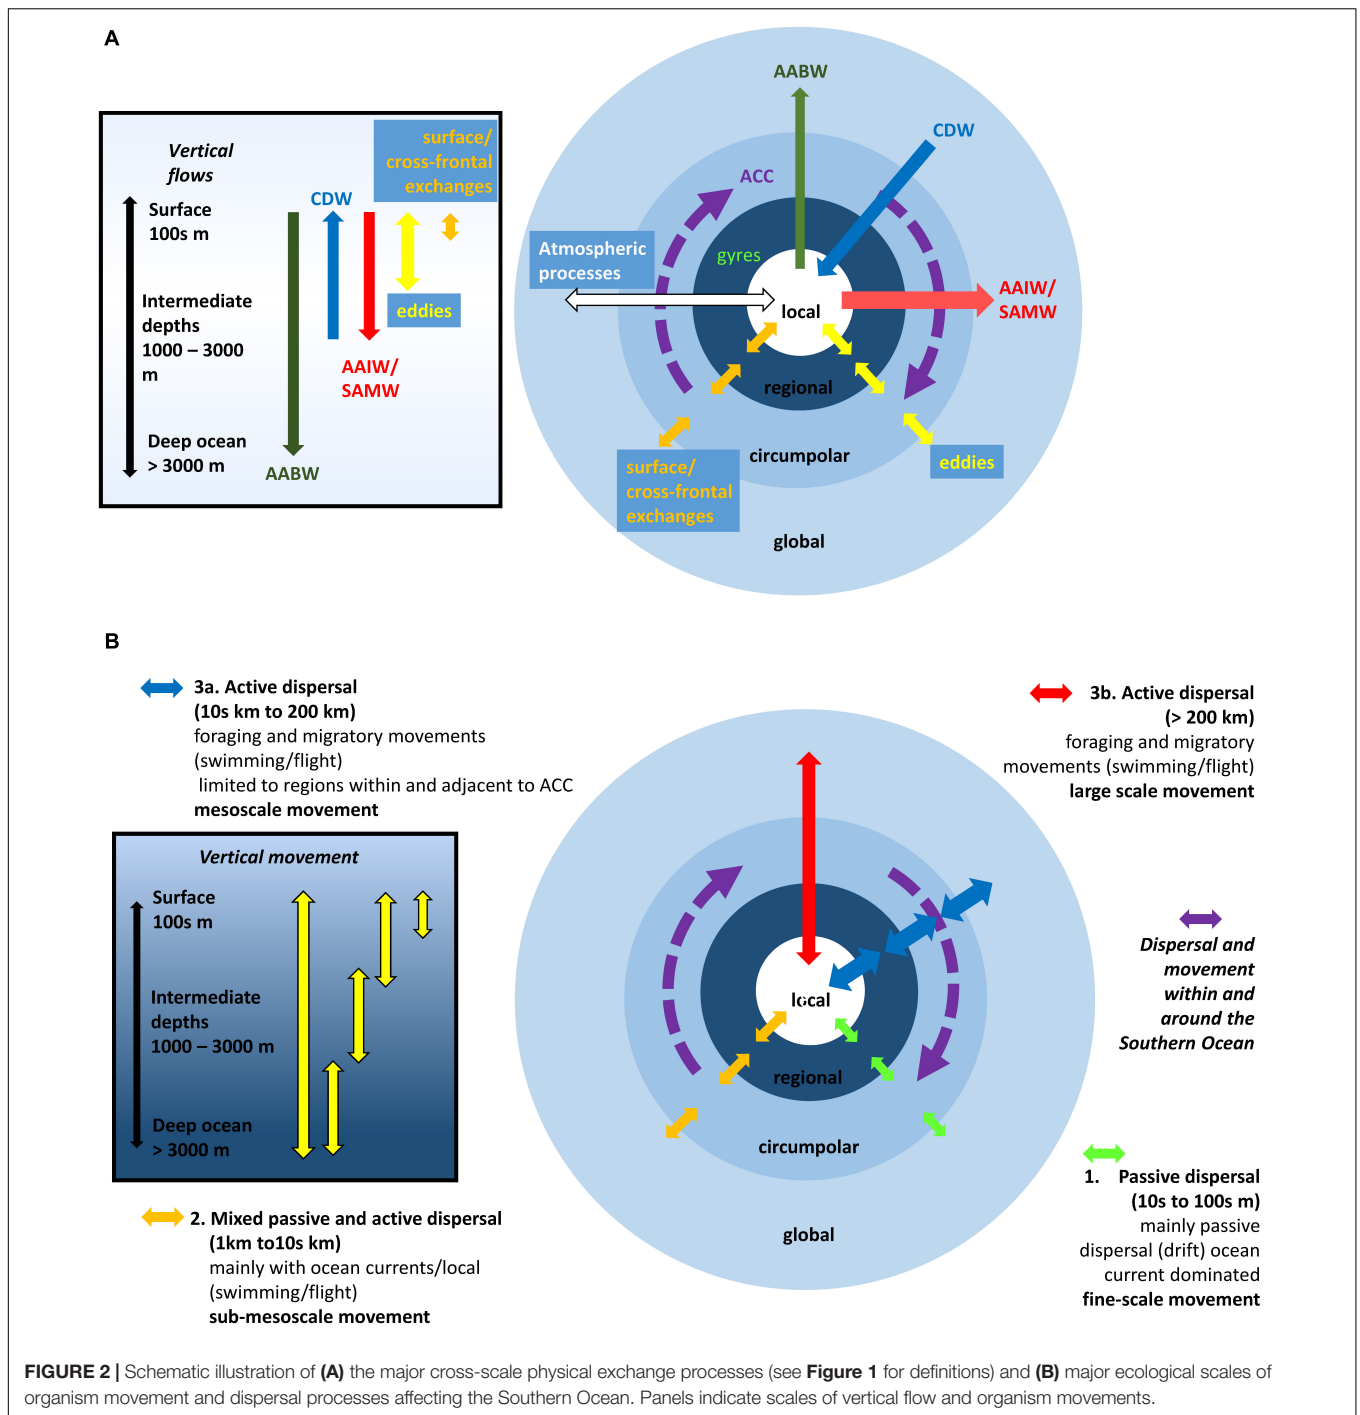 A
Vertical
flows
Surface
100s m
Intermediate
depths
1000 – 3000
m
Deep ocean
> 3000 m
AABW
CDW
AAIW/
SAMW
eddies
surface/
cross-frontal
exchanges
AABW
CDW
ACC
gyres
Atmospheric
processes
local
AAIW/
SAMW
regional
circumpolar
surface/
cross-frontal
exchanges
eddies
global
B
3a. Active dispersal
(10s km to 200 km)
foraging and migratory movements
(swimming/flight)
limited to regions within and adjacent to ACC
mesoscale movement
Vertical movement
Surface
100s m
Intermediate
depths
1000 – 3000 m
Deep ocean
> 3000 m
2. Mixed passive and active dispersal
(1km to10s km)
mainly with ocean currents/local
(swimming/flight)
sub-mesoscale movement
local
regional
circumpolar
global
3b. Active dispersal
(> 200 km)
foraging and migratory
movements (swimming/flight)
large scale movement
Dispersal and
movement
within and
around the
Southern Ocean
1. Passive dispersal
(10s to 100s m)
mainly passive
dispersal (drift) ocean
current dominated
fine-scale movement
FIGURE 2 | Schematic illustration of (A) the major cross-scale physical exchange processes (see Figure 1 for definitions) and (B) major ecological scales of
organism movement and dispersal processes affecting the Southern Ocean. Panels indicate scales of vertical flow and organism movements.